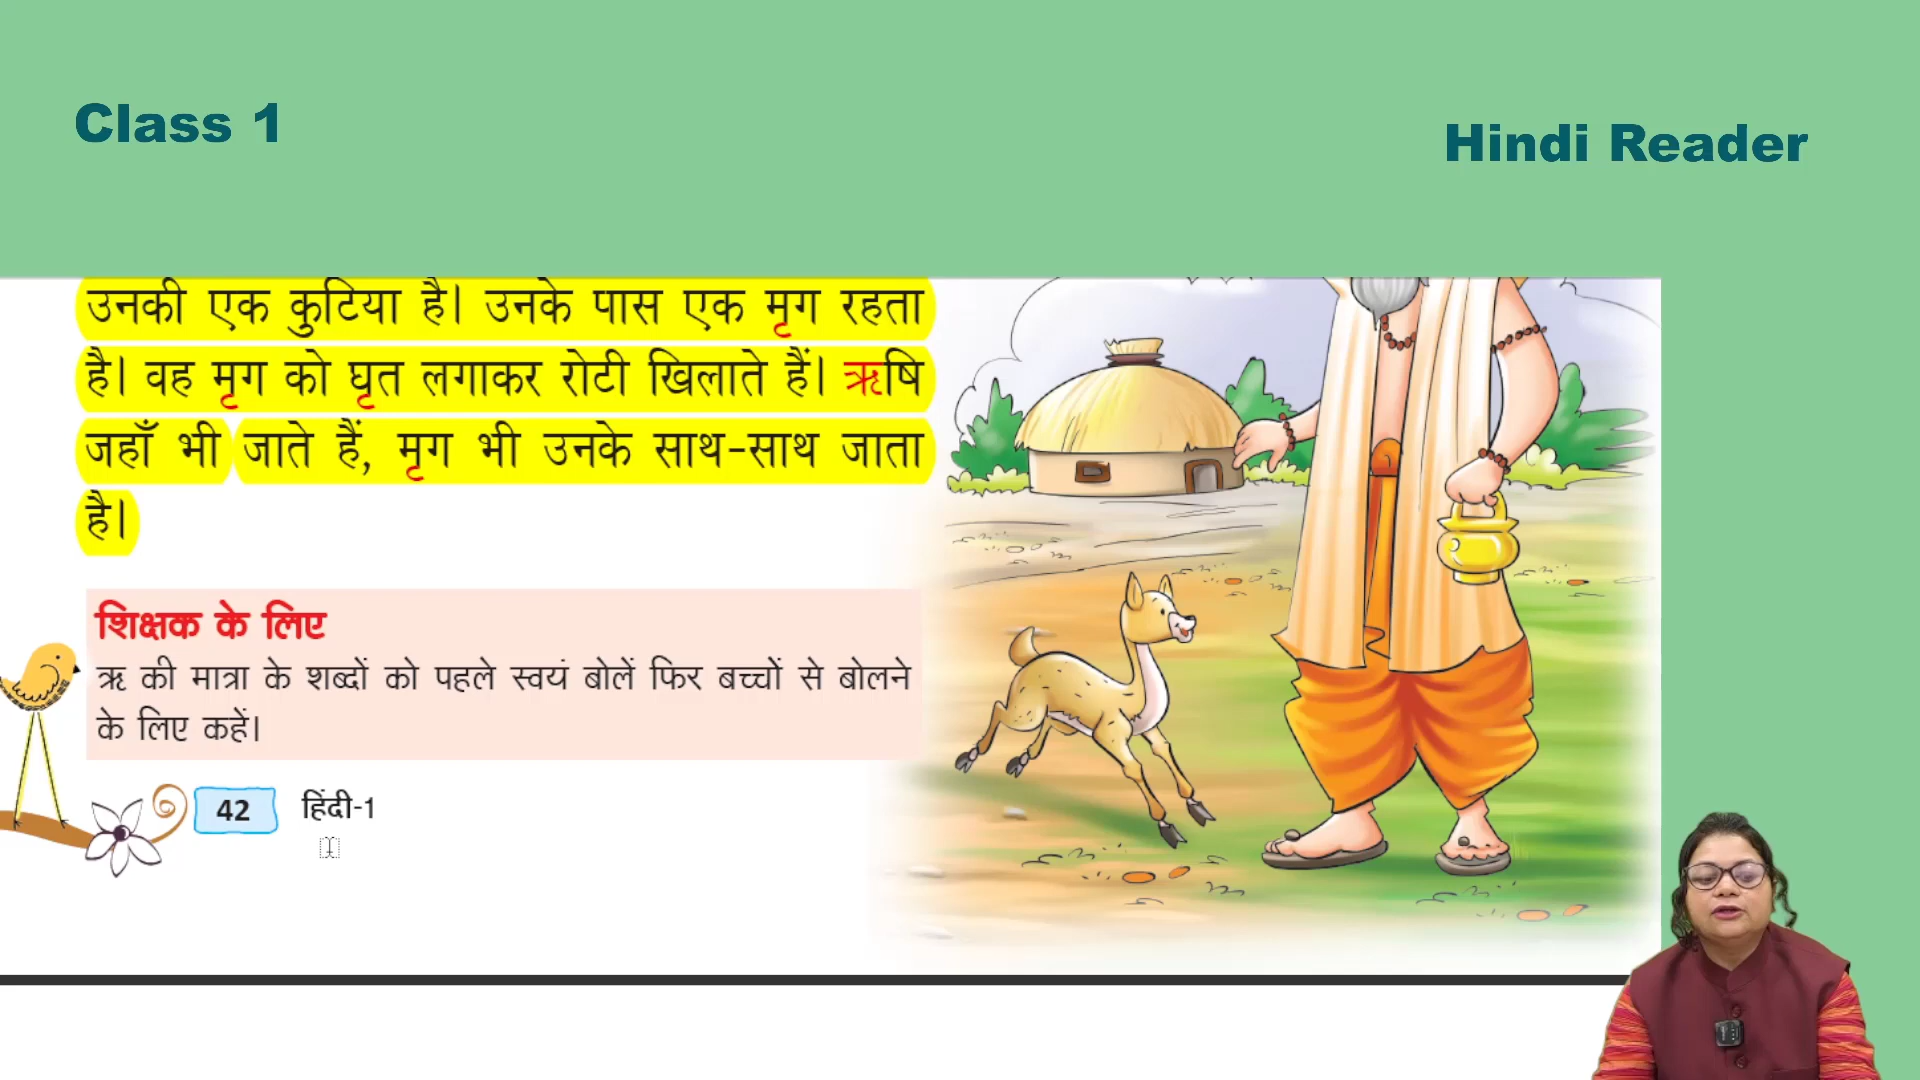 Class 1
Hindi Reader
उनकी एक कुटिया है। उनके पास एक मृग रहता
है। वह मृग को घृत लगाकर रोटी खिलाते हैं। ऋषि
जहाँ भी जाते हैं, मृग भी उनके साथ-साथ जाता
है।
शिक्षक के लिए
ऋ की मात्रा के शब्दों को पहले स्वयं बोलें फिर बच्चों से बोलने
के लिए कहें।
42 हिंदी-1